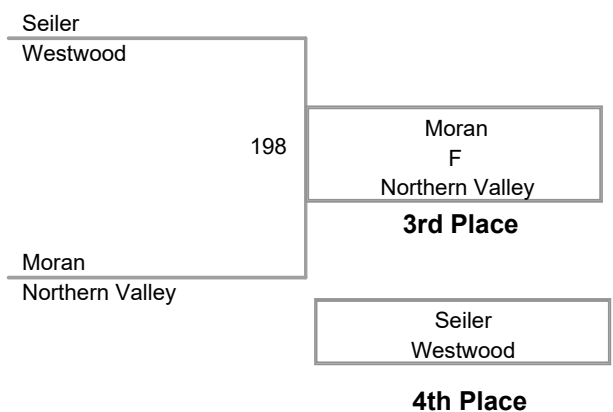 Seiler
Westwood
198
Moran
F
Northern Valley
3rd Place
Moran
Northern Valley
Seiler
Westwood
4th Place